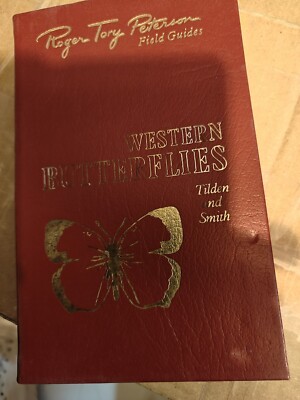 Roger Tory Peterson
Field Guides
WESTERN
BUTTERFLIES
Tilden
and
Smith